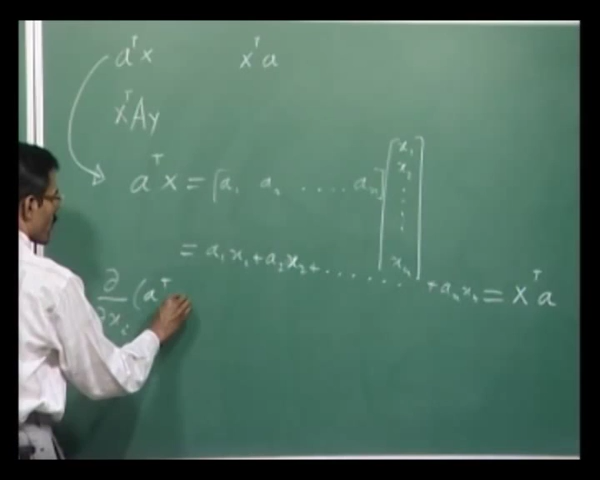 aᵀx xᵀa
xᵀAy
aᵀx = [a₁ a₂ .... aₙ] [x₁ x₂ ⋮ xₙ]
= a₁x₁ + a₂x₂ + ....... + aₙxₙ = xᵀa
∂/∂xᵢ (aᵀ